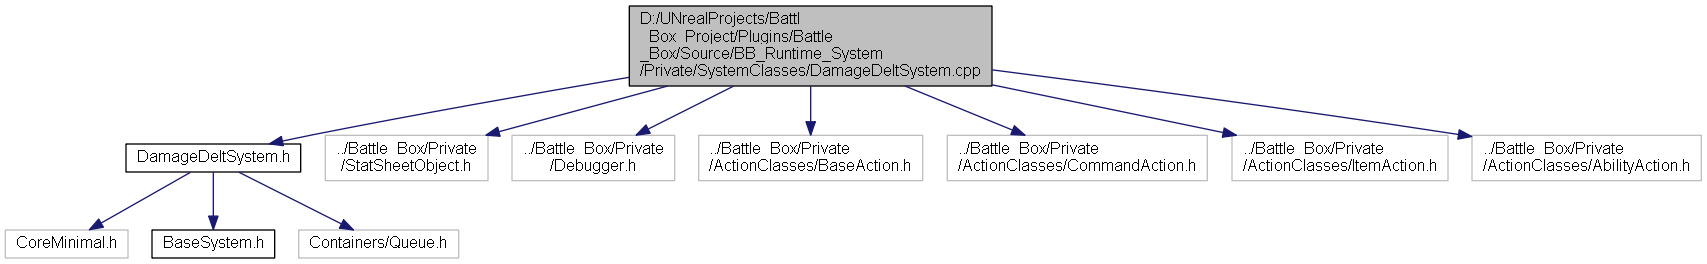 D:/UNrealProjects/Battl
_Box_Project/Plugins/Battle
_Box/Source/BB_Runtime_System
/Private/SystemClasses/DamageDeltSystem.cpp
DamageDeltSystem.h
../Battle_Box/Private
/StatSheetObject.h
../Battle_Box/Private
/Debugger.h
../Battle_Box/Private
/ActionClasses/BaseAction.h
../Battle_Box/Private
/ActionClasses/CommandAction.h
../Battle_Box/Private
/ActionClasses/ItemAction.h
../Battle_Box/Private
/ActionClasses/AbilityAction.h
CoreMinimal.h
BaseSystem.h
Containers/Queue.h